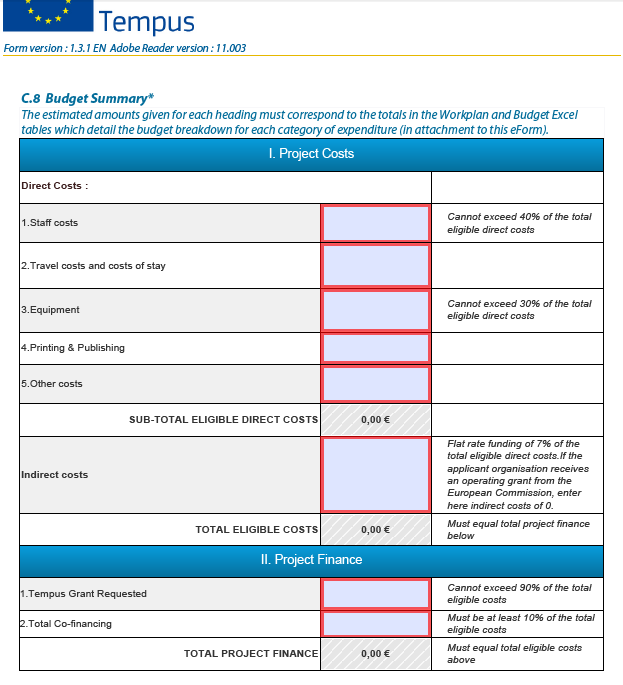 Tempus
Form version : 1.3.1 EN Adobe Reader version : 11.003
C.8 Budget Summary*
The estimated amounts given for each heading must correspond to the totals in the Workplan and Budget Excel
tables which detail the budget breakdown for each category of expenditure (in attachment to this eForm).
I. Project Costs
Direct Costs :
1.Staff costs
Cannot exceed 40% of the total
eligible direct costs
2.Travel costs and costs of stay
3.Equipment
Cannot exceed 30% of the total
eligible direct costs
4.Printing & Publishing
5.Other costs
SUB-TOTAL ELIGIBLE DIRECT COSTS 0,00 €
Indirect costs
Flat rate funding of 7% of the
total eligible direct costs.If the
applicant organisation receives
an operating grant from the
European Commission, enter
here indirect costs of 0.
TOTAL ELIGIBLE COSTS 0,00 €
Must equal total project finance
below
II. Project Finance
1.Tempus Grant Requested
Cannot exceed 90% of the total
eligible costs
2.Total Co-financing
Must be at least 10% of the total
eligible costs
TOTAL PROJECT FINANCE 0,00 €
Must equal total eligible costs
above